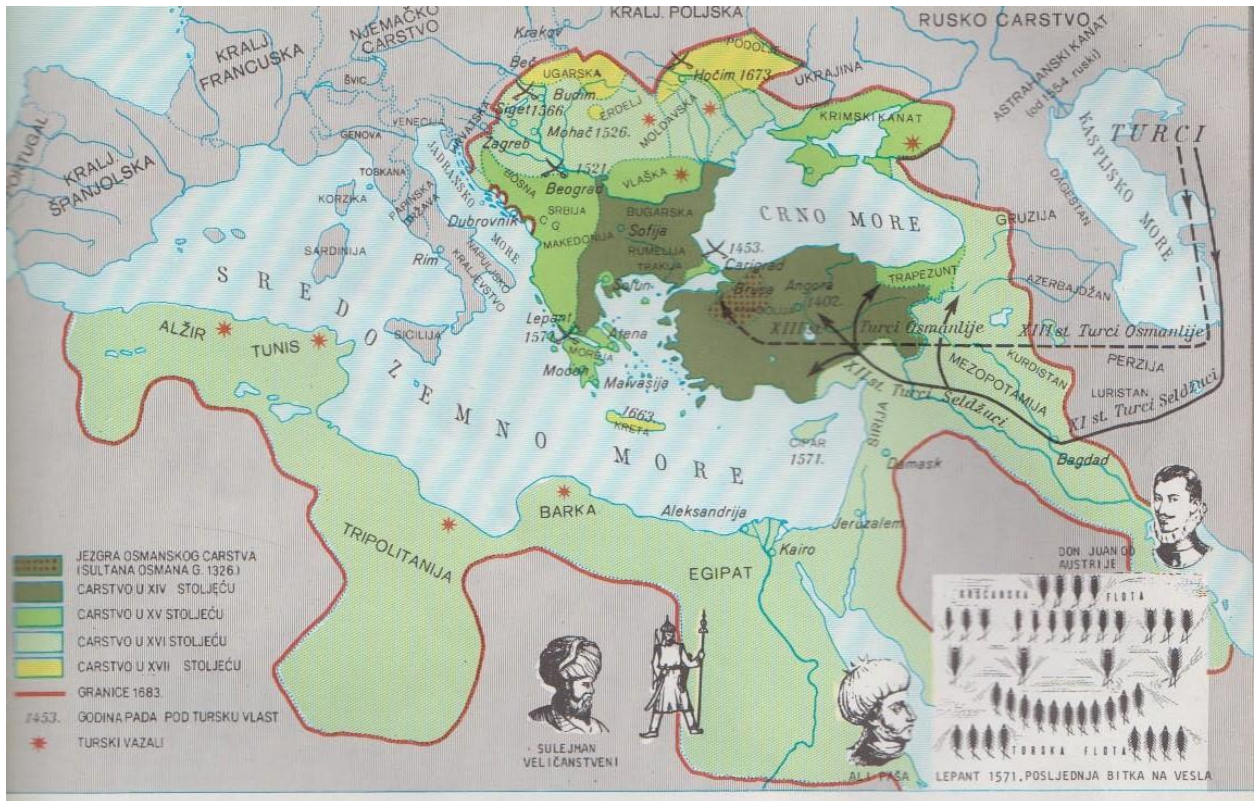 KRALJ. POLJSKA
RUSKO CARSTVO
NJEMAČKO
CARSTVO
KRALJ.
FRANCUSKA
Krakov
PODOLJE
Beč
UGARSKA
Hoćim 1673.
UKRAJINA
ASTRAHANSKI KANAT
(od 1554 ruski)
ŠVIC.
Budim
Siget 1566.
ERDELJ
MOLDAVSKA
KRIMSKI KANAT
TURCI
PORTUGAL
KRALJ.
ŠPANJOLSKA
VENECIJA
HRVATSKA
Mohač 1526.
Zagreb
GENOVA
1521.
Beograd
VLAŠKA
KASPIJSKO MORE
DAGESTAN
TOSKANA
KORZIKA
PAPINSKA
DRŽAVA
JADRANSKO MORE
BOSNA
SRBIJA
C. G.
Dubrovnik
BUGARSKA
Sofija
CRNO MORE
GRUZIJA
MAKEDONIJA
RUMELIJA
TRAKIJA
1453.
Carigrad
SARDINIJA
Rim
NAPULJSKO
KRALJEVSTVO
Solun
Brusa
Angora
1402.
TRAPEZUNT
AZERBAJDŽAN
SREDOZEMNO MORE
Lepant
1571.
Atena
XIII st.
Turci Osmanlije
XIII st. Turci Osmanlije
ALŽIR
TUNIS
SICILIJA
MOREJA
Modon
Malvasija
KURDISTAN
PERZIJA
MEZOPOTAMIJA
LURISTAN
XII st. Turci Seldžuci
XI st. Turci Seldžuci
1663.
KRETA
CIPAR
1571.
SIRIJA
Damask
Bagdad
Aleksandrija
Jeruzalem
BARKA
TRIPOLITANIJA
Kairo
EGIPAT
JEZGRA OSMANSKOG CARSTVA
(SULTANA OSMANA G. 1326.)
CARSTVO U XIV STOLJEĆU
CARSTVO U XV STOLJEĆU
CARSTVO U XVI STOLJEĆU
CARSTVO U XVII STOLJEĆU
GRANICE 1683.
1453. GODINA PADA POD TURSKU VLAST
TURSKI VAZALI
SULEJMAN
VELIČANSTVENI
ALI PAŠA
DON JUAN OD
AUSTRIJE
KRŠĆANSKA FLOTA
TURSKA FLOTA
LEPANT 1571. POSLJEDNJA BITKA NA VESLA